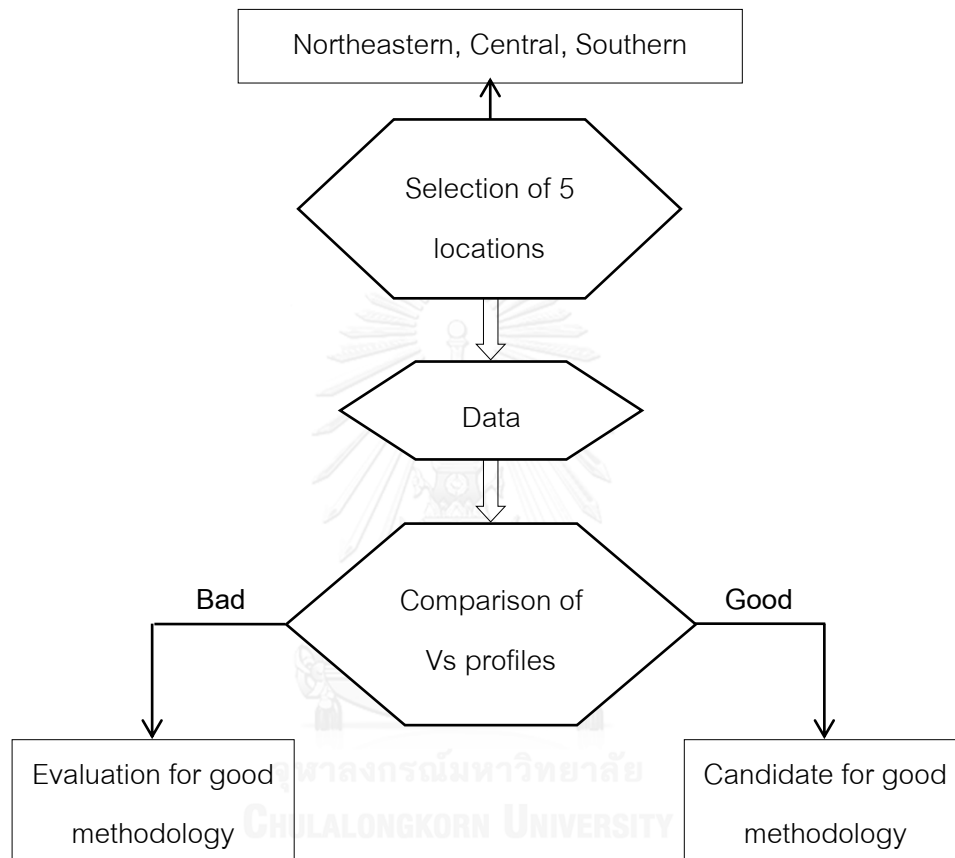 Northeastern, Central, Southern
Selection of 5
locations
Data
Comparison of
Vs profiles
Bad
Good
Evaluation for good
methodology
Candidate for good
methodology
จุฬาลงกรณ์มหาวิทยาลัย
CHULALONGKORN UNIVERSITY